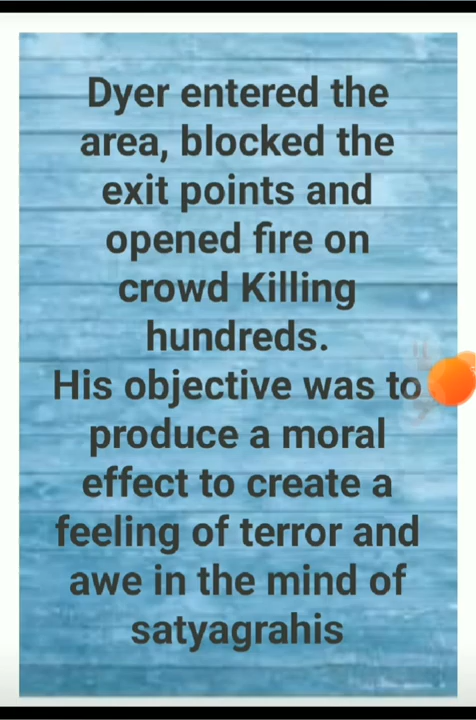 Dyer entered the
area, blocked the
exit points and
opened fire on
crowd Killing
hundreds.
His objective was to
produce a moral
effect to create a
feeling of terror and
awe in the mind of
satyagrahis